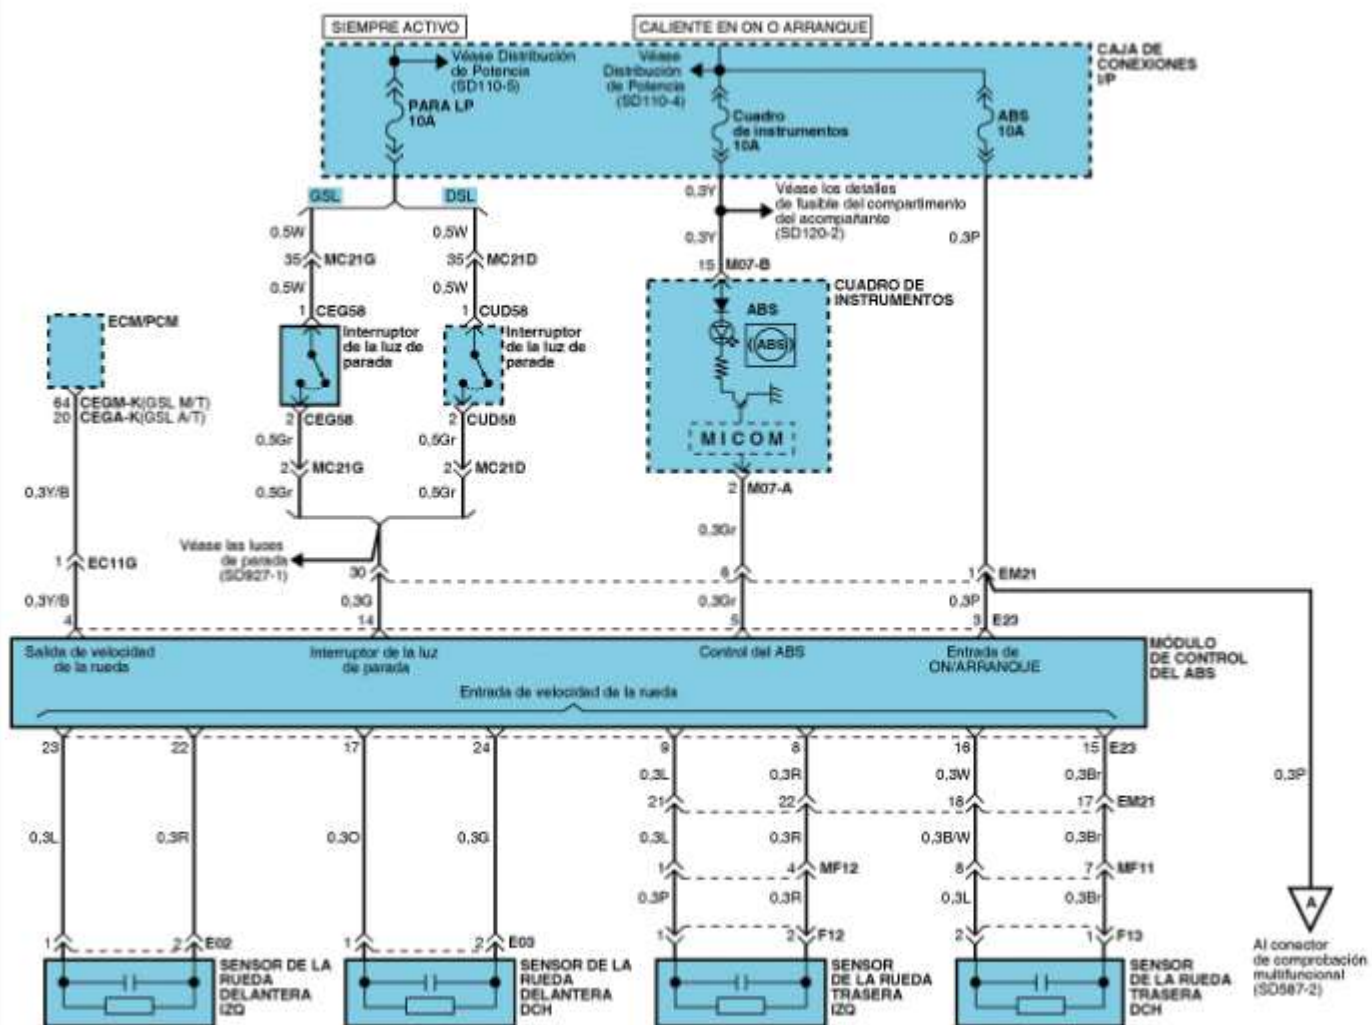 SIEMPRE ACTIVO
CALIENTE EN ON O ARRANQUE
CAJA DE
CONEXIONES
I/P
Véase Distribución
de Potencia
(SD110-5)
Véase
Distribución
de Potencia
(SD110-4)
PARA LP
10A
Cuadro
de instrumentos
10A
ABS
10A
GSL
DSL
0,3Y
Véase los detalles
de fusible del compartimento
del acompañante
(SD120-2)
0.5W
0.5W
0,3Y
0,3P
35 MC21G
35 MC21D
15 M07-B
0.5W
0.5W
CUADRO DE
INSTRUMENTOS
1 CEG58
1 CUD58
ABS
ECM/PCM
Interruptor
de la luz de
parada
Interruptor
de la luz de
parada
((ABS))
64 CEGM-K(GSL M/T)
20 CEGA-K(GSL A/T)
2 CEG58
2 CUD58
MICOM
0,5Gr
0,5Gr
2 MC21G
2 MC21D
2 M07-A
0,3Y/B
0,5Gr
0,5Gr
0,3Gr
Véase las luces
de parada
(SD927-1)
1 EC11G
30
6
1 EM21
0,3Y/B
0,3G
0,3Gr
0,3P
4
14
5
3 E23
Salida de velocidad
de la rueda
Interruptor de la luz
de parada
Control del ABS
Entrada de
ON/ARRANQUE
MÓDULO
DE CONTROL
DEL ABS
Entrada de velocidad de la rueda
23
22
17
24
9
8
16
15 E23
0,3L
0,3R
0,3W
0,3Br
0,3P
21
22
18
17 EM21
0,3L
0,3R
0,3O
0,3G
0,3L
0,3R
0,3B/W
0,3Br
1
4 MF12
8
7 MF11
0,3P
0,3R
0,3L
0,3Br
A
1
2 E02
1
2 E03
1
2 F12
2
1 F13
Al conector
de comprobación
multifuncional
(SD587-2)
SENSOR DE LA
RUEDA
DELANTERA
IZQ
SENSOR DE LA
RUEDA
DELANTERA
DCH
SENSOR
DE LA RUEDA
TRASERA
IZQ
SENSOR
DE LA RUEDA
TRASERA
DCH